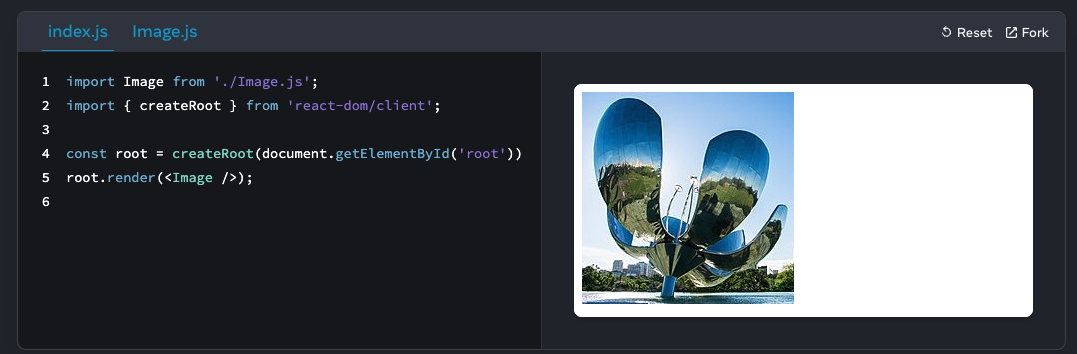 index.js Image.js Reset Fork
1 import Image from './Image.js';
2 import { createRoot } from 'react-dom/client';
3
4 const root = createRoot(document.getElementById('root'))
5 root.render(<Image />);
6